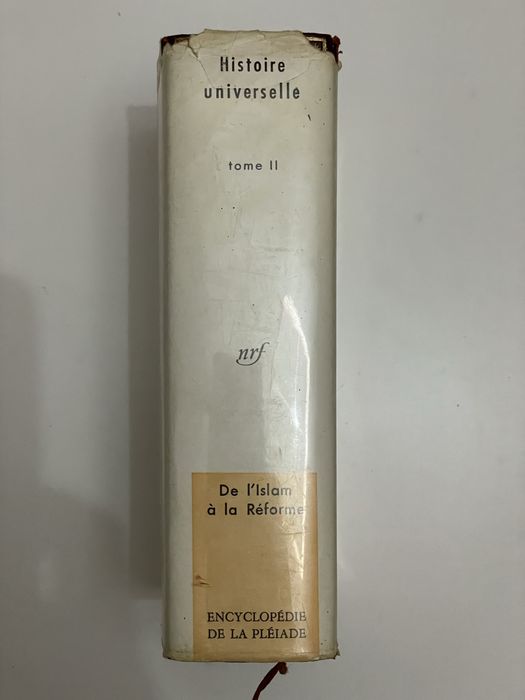 Histoire
universelle
tome II
nrf
De l'Islam
à la Réforme
ENCYCLOPÉDIE
DE LA PLÉIADE